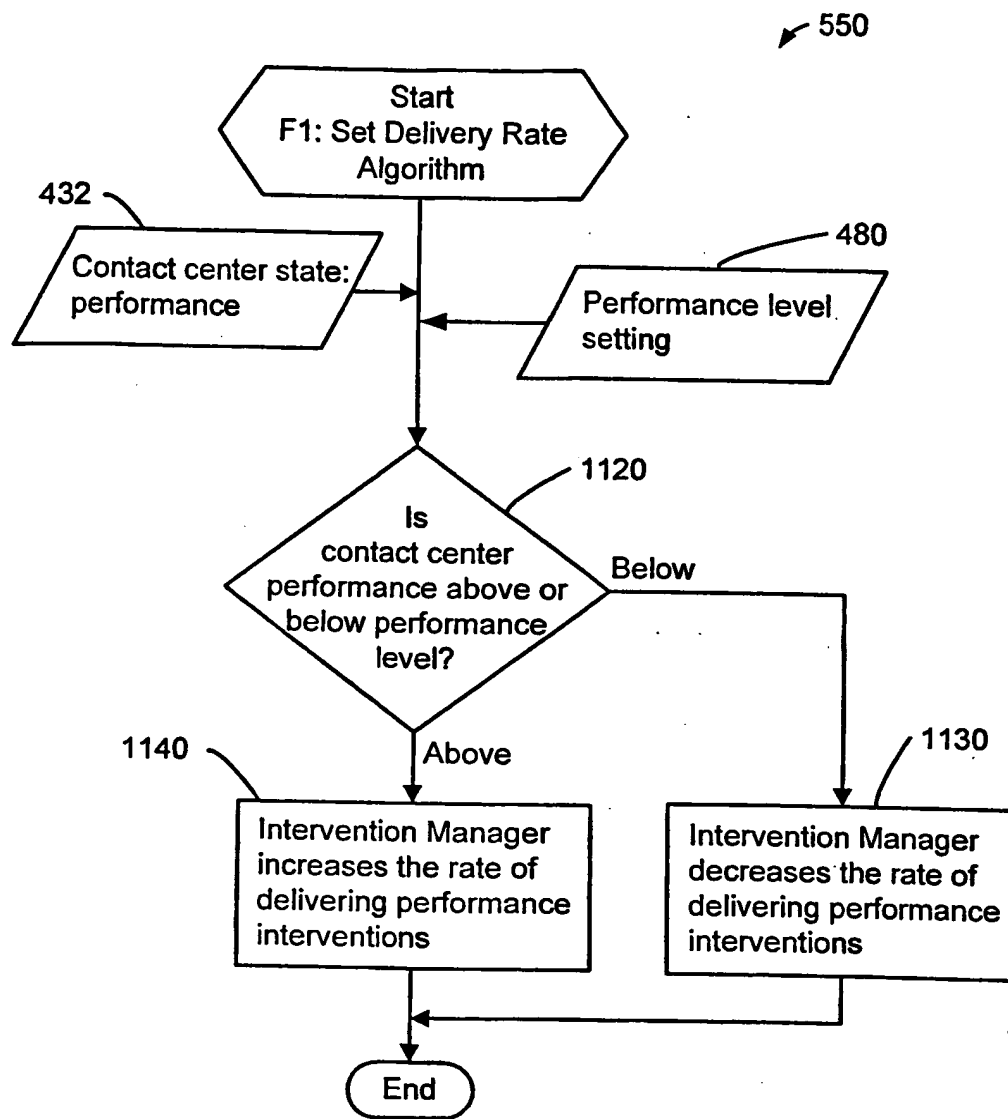 550
Start
F1: Set Delivery Rate
Algorithm
432
Contact center state:
performance
480
Performance level
setting
1120
Is
contact center
performance above or
below performance
level?
Below
Above
1140
Intervention Manager
increases the rate of
delivering performance
interventions
1130
Intervention Manager
decreases the rate of
delivering performance
interventions
End